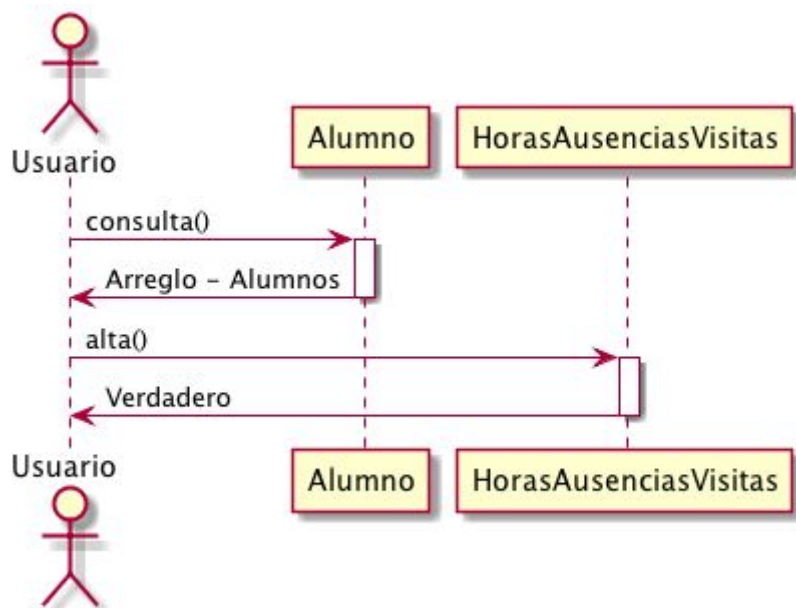 Usuario
Alumno
HorasAusenciasVisitas
consulta()
Arreglo - Alumnos
alta()
Verdadero
Usuario
Alumno
HorasAusenciasVisitas